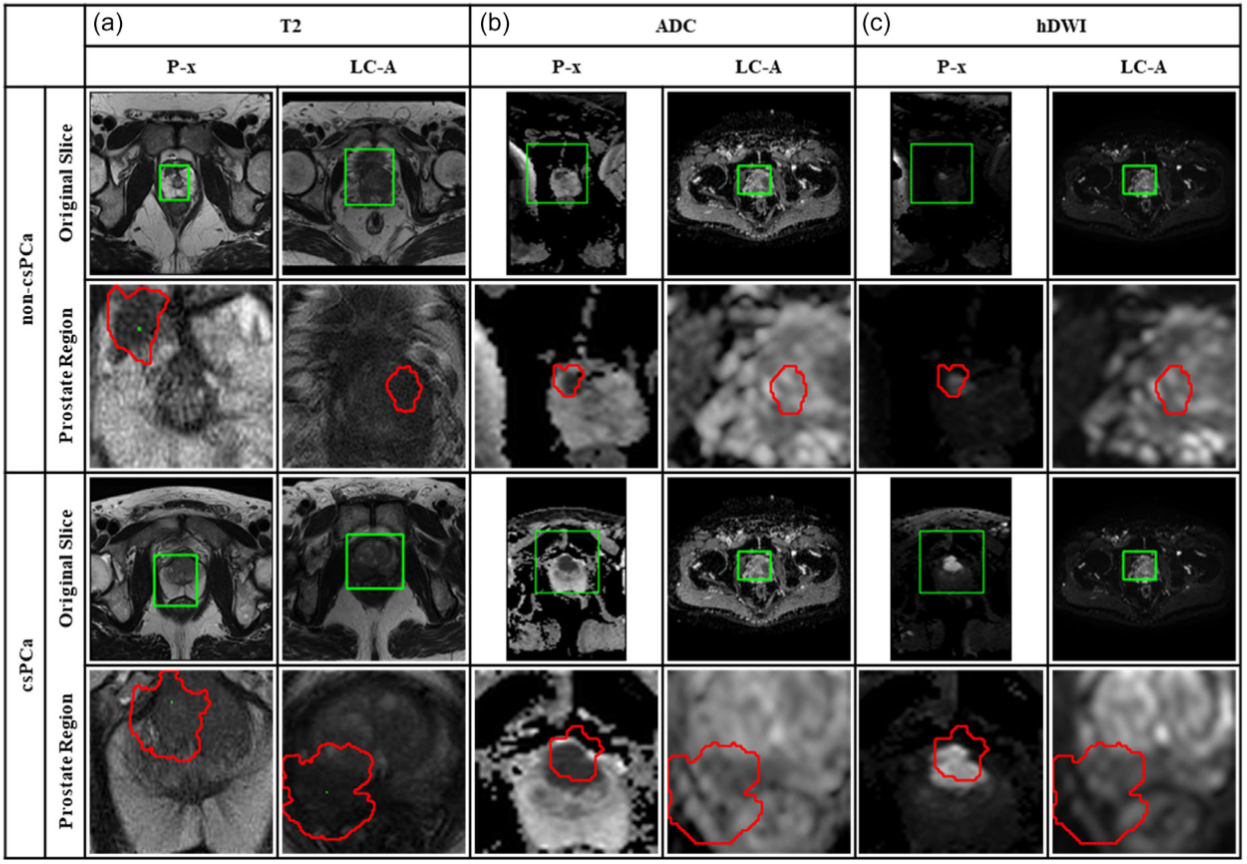 (a) T2 (b) ADC (c) hDWI
P-x LC-A P-x LC-A P-x LC-A
non-csPCa
Original Slice
Prostate Region
csPCa
Original Slice
Prostate Region